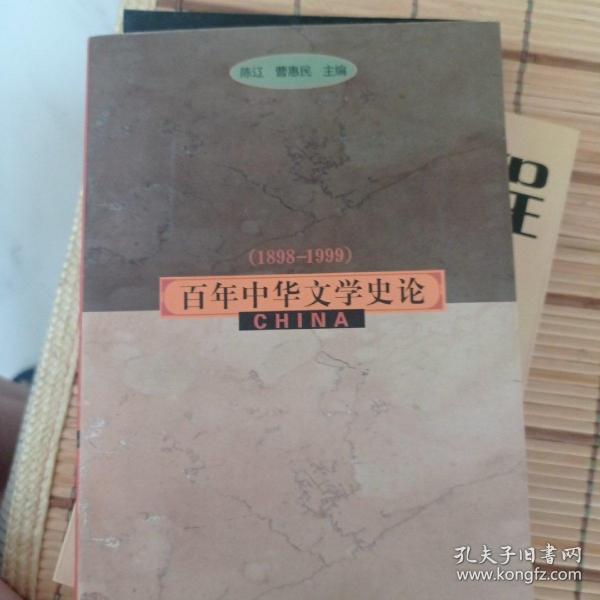 陈辽 曹惠民 主编
(1898-1999)
百年中华文学史论
CHINA
孔夫子旧書网
www.kongfz.com